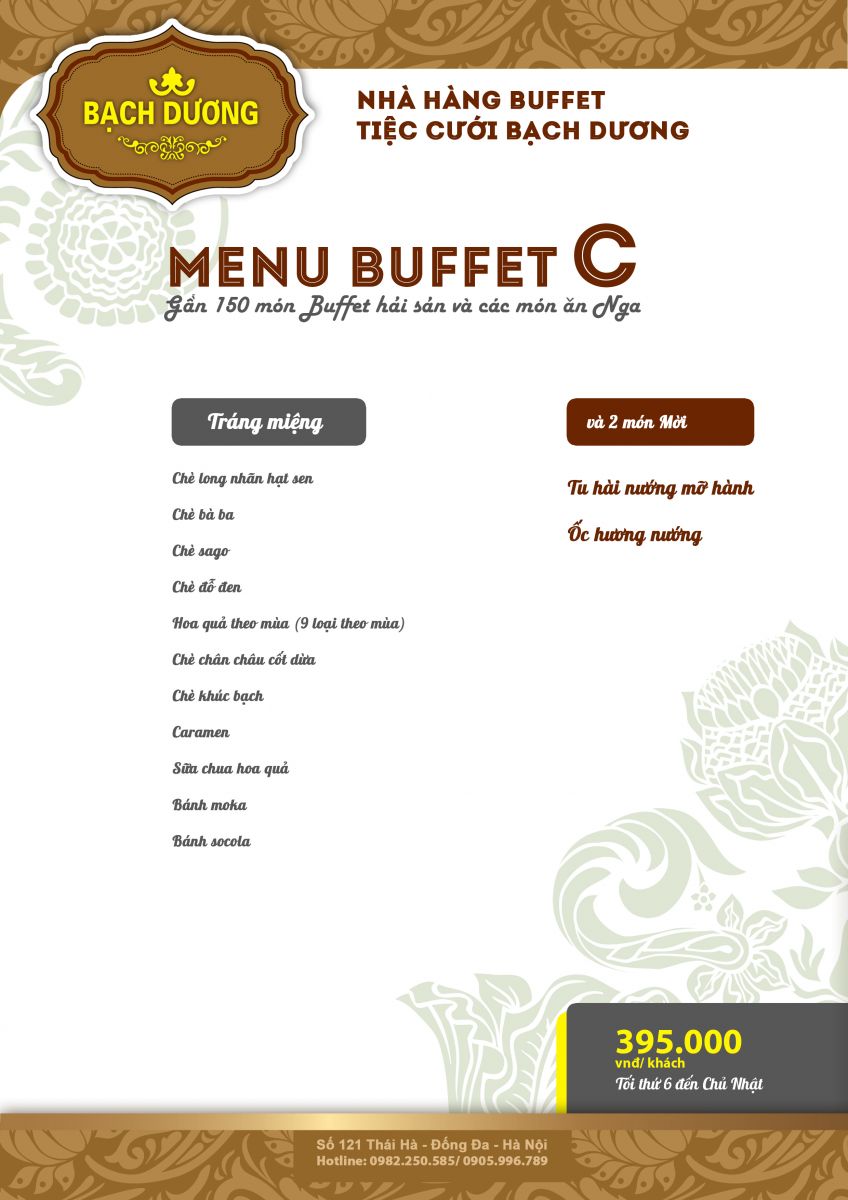 BẠCH DƯƠNG
NHÀ HÀNG BUFFET
TIỆC CƯỚI BẠCH DƯƠNG
MENU BUFFET C
Gần 150 món Buffet hải sản và các món ăn Nga
Tráng miệng
Chè long nhãn hạt sen
Chè bà ba
Chè sago
Chè đỗ đen
Hoa quả theo mùa (9 loại theo mùa)
Chè chân châu cốt dừa
Chè khúc bạch
Caramen
Sữa chua hoa quả
Bánh moka
Bánh socola
và 2 món Mời
Tu hài nướng mỡ hành
Ốc hương nướng
395.000
vnđ/ khách
Tối thứ 6 đến Chủ Nhật
Số 121 Thái Hà - Đống Đa - Hà Nội
Hotline: 0982.250.585/ 0905.996.789